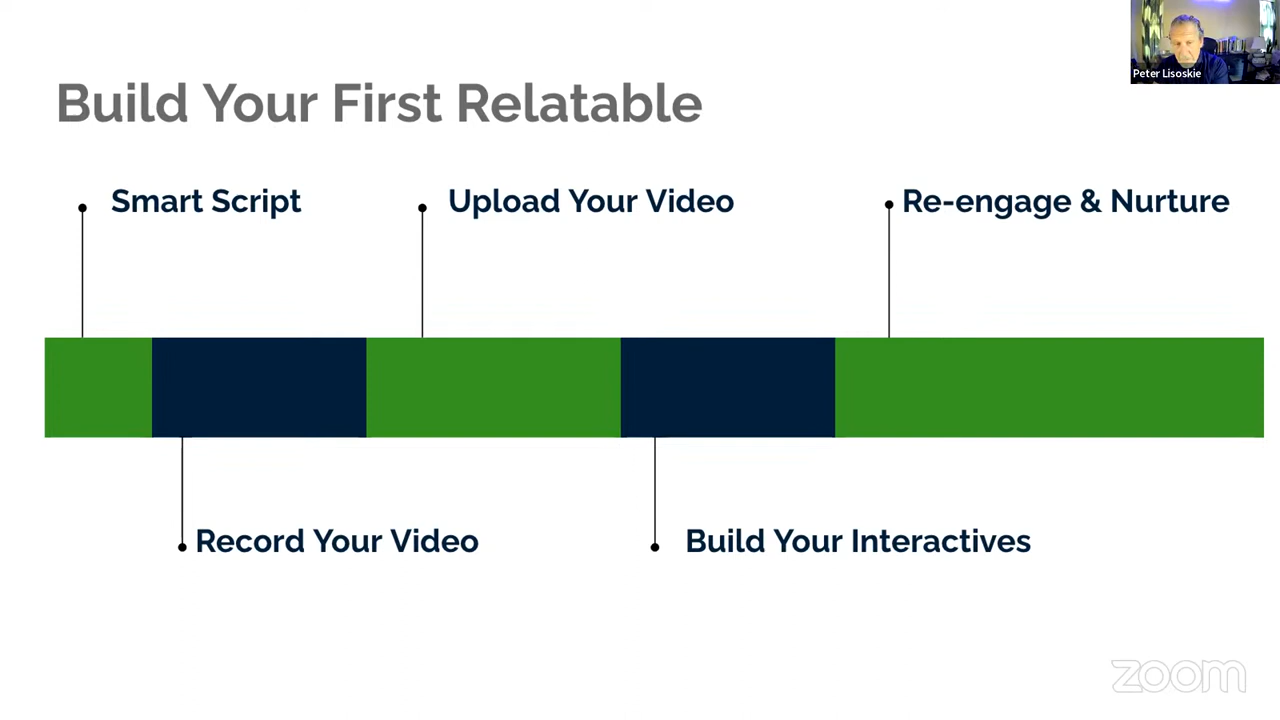 Peter Lisoskie
Build Your First Relatable
Smart Script
Upload Your Video
Re-engage & Nurture
Record Your Video
Build Your Interactives
zoom